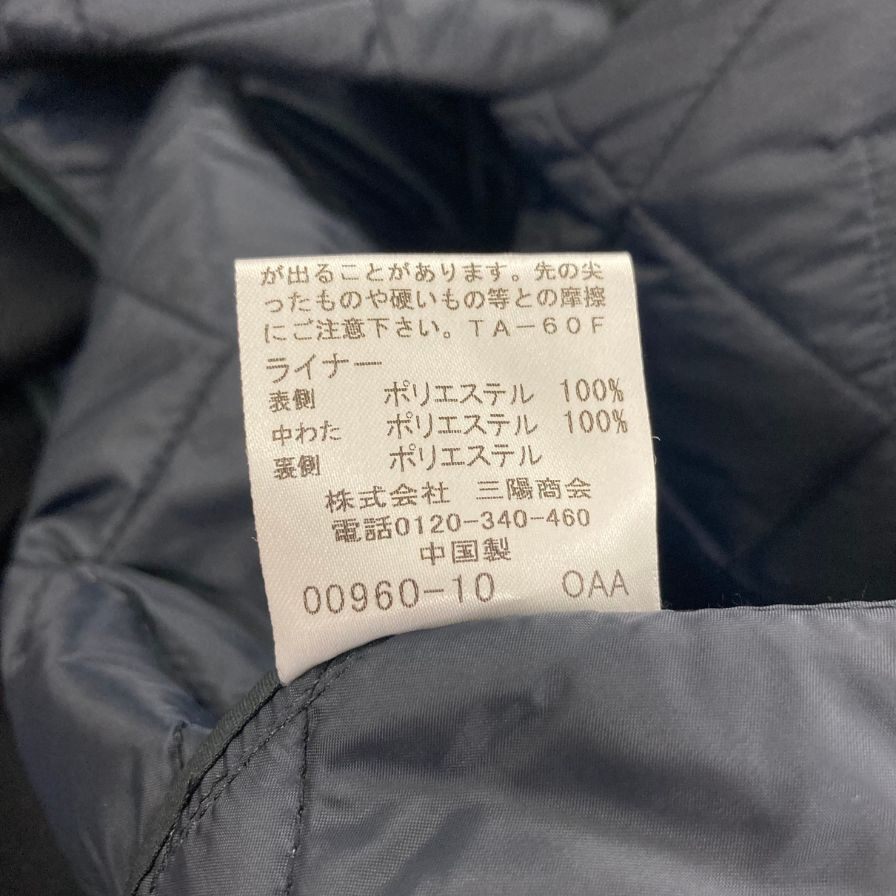 が出ることがあります。先の尖
ったものや硬いもの等との摩擦
にご注意下さい。TA-60F
ライナー
表側 ポリエステル 100%
中わた ポリエステル 100%
裏側 ポリエステル
株式会社 三陽商会
電話0120-340-460
中国製
00960-10 OAA